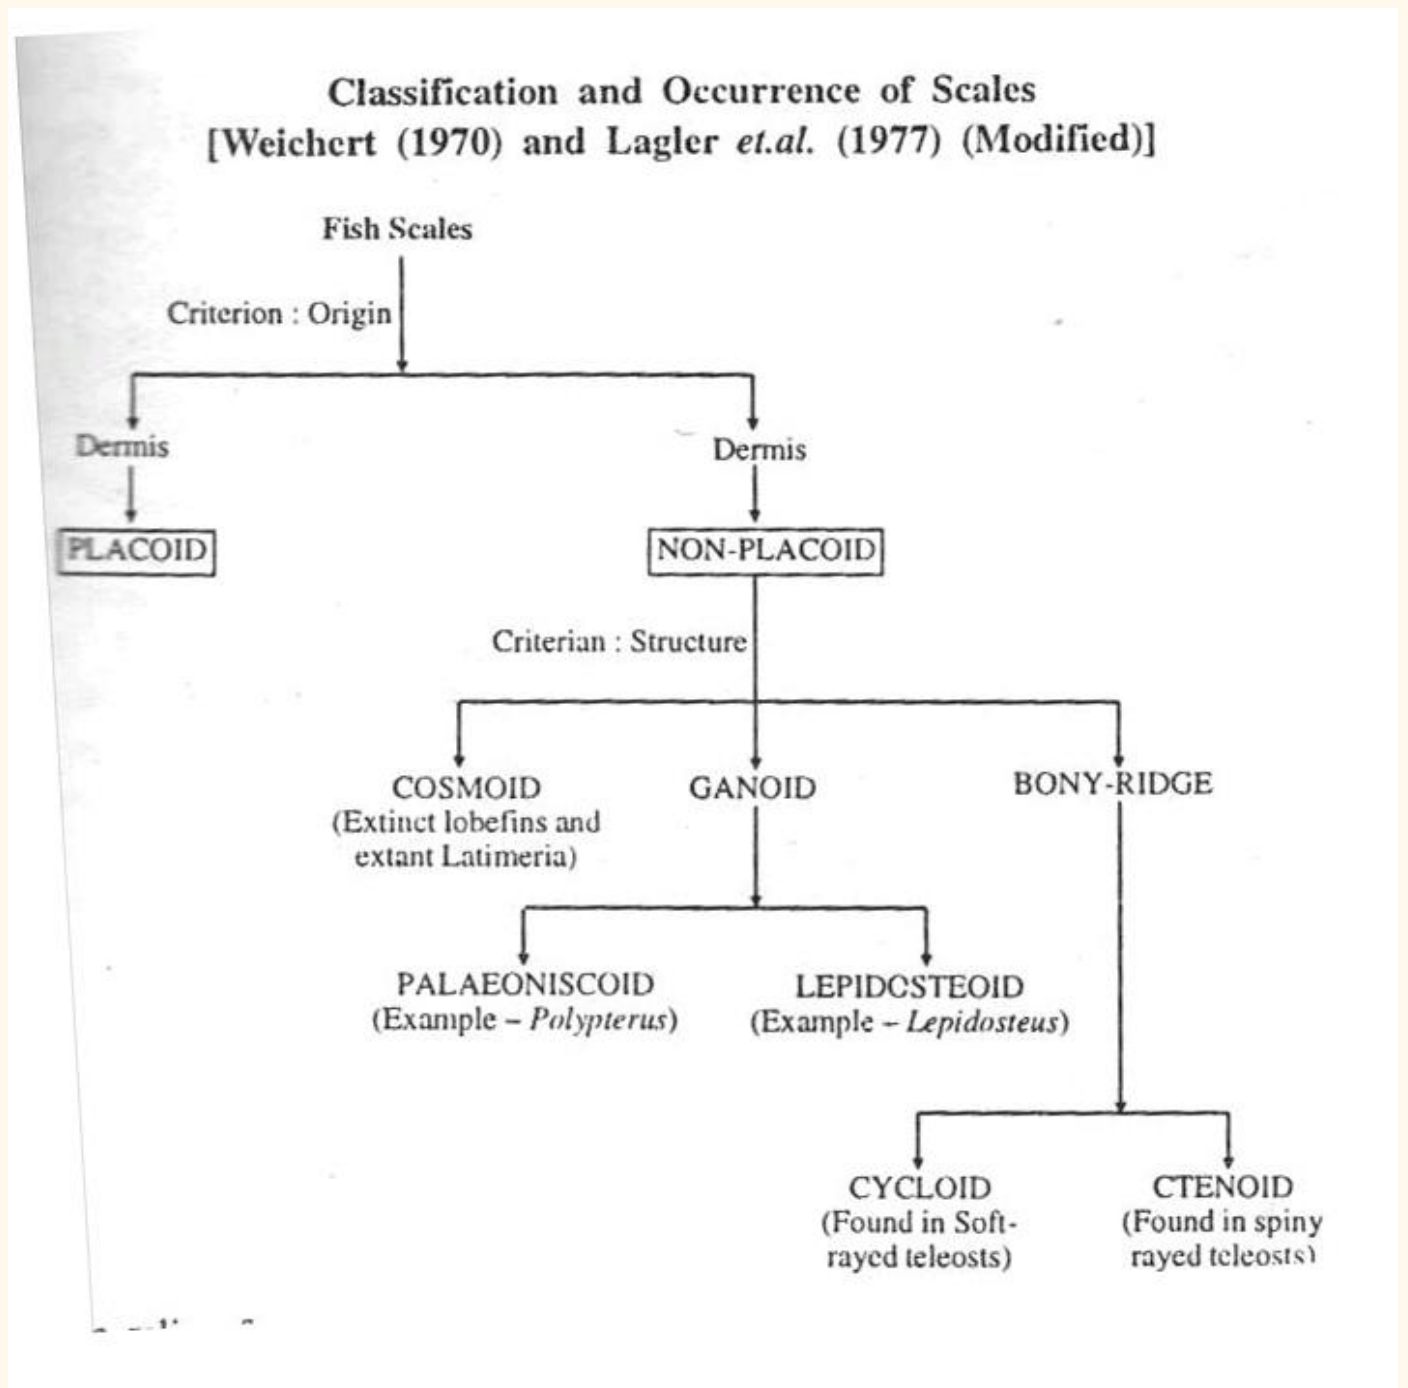 Classification and Occurrence of Scales
[Weichert (1970) and Lagler et.al. (1977) (Modified)]
Fish Scales
Criterion : Origin
Dermis
Dermis
PLACOID
NON-PLACOID
Criterian : Structure
COSMOID
(Extinct lobefins and
extant Latimeria)
GANOID
BONY-RIDGE
PALAEONISCOID
(Example – Polypterus)
LEPIDOSTEOID
(Example – Lepidosteus)
CYCLOID
(Found in Soft-
rayed teleosts)
CTENOID
(Found in spiny
rayed teleosts)